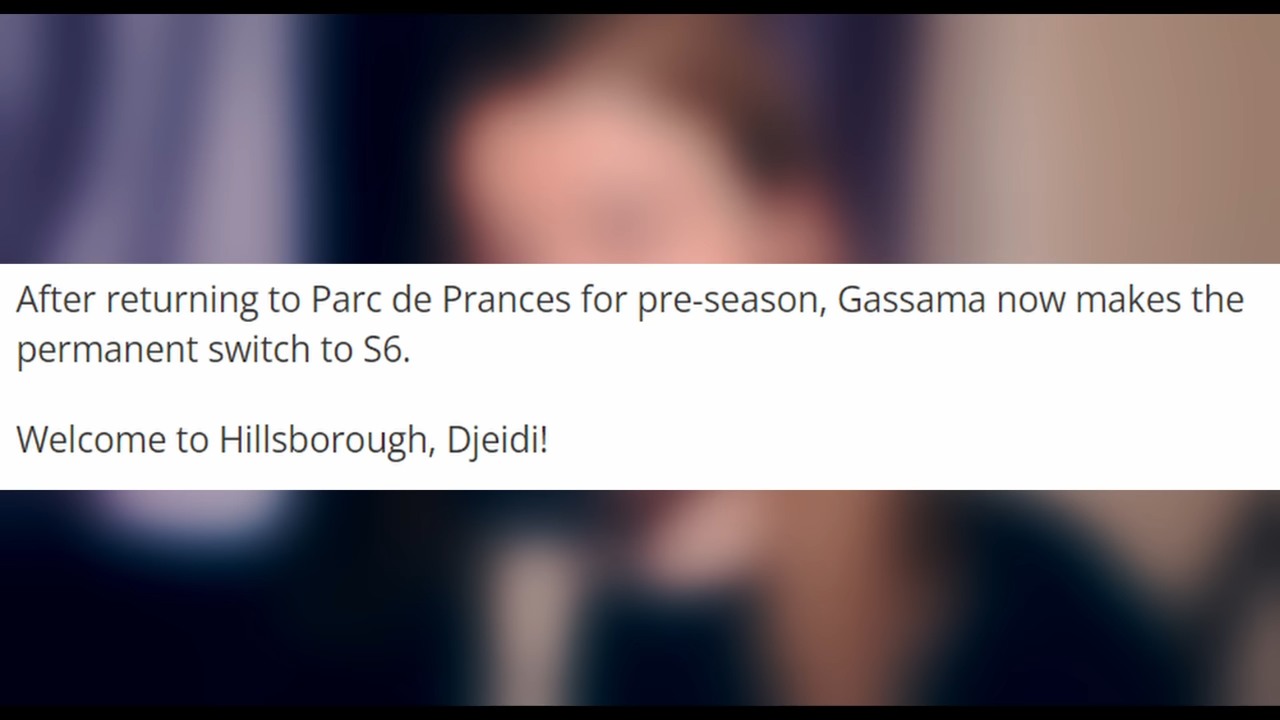 After returning to Parc de Prances for pre-season, Gassama now makes the
permanent switch to S6.
Welcome to Hillsborough, Djeidi!